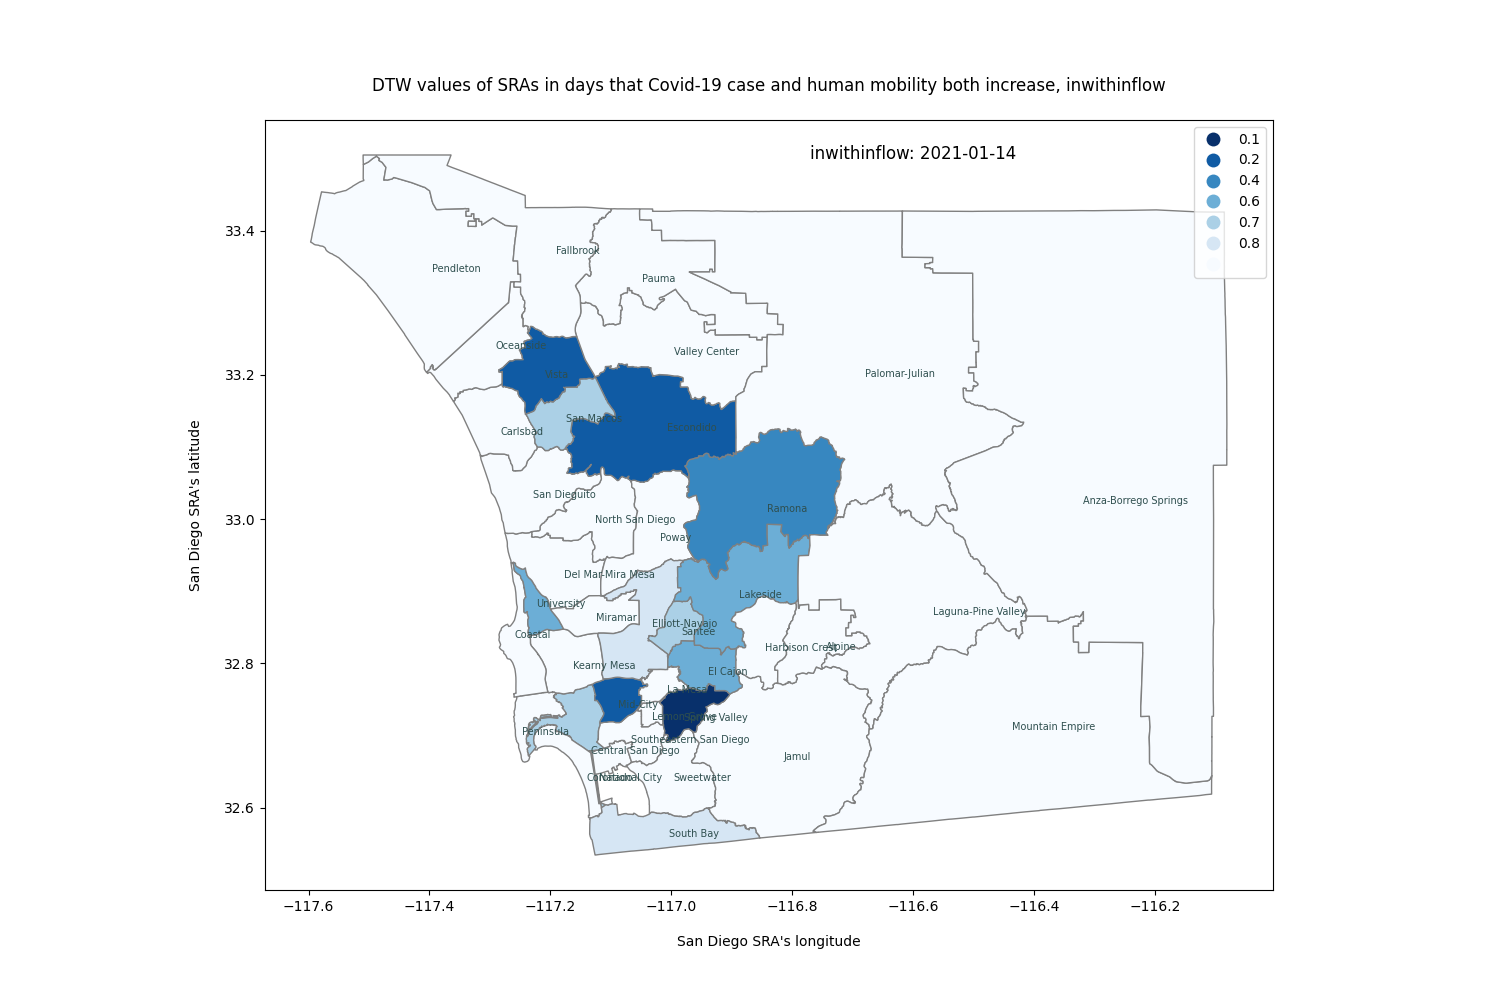 DTW values of SRAs in days that Covid-19 case and human mobility both increase, inwithinflow
inwithinflow: 2021-01-14
0.1
0.2
0.4
0.6
0.7
0.8
33.4
33.2
33.0
32.8
32.6
San Diego SRA's latitude
Fallbrook
Pendleton
Pauma
Oceanside
Valley Center
Vista
Palomar-Julian
San Marcos
Escondido
Carlsbad
San Dieguito
Anza-Borrego Springs
Ramona
North San Diego
Poway
Del Mar-Mira Mesa
Lakeside
University
Laguna-Pine Valley
Miramar
Elliott-Navajo
Santee
Coastal
Harbison Crest
Alpine
Kearny Mesa
El Cajon
La Mesa
Mid-City
Lemon Grove
Spring Valley
Mountain Empire
Peninsula
Southeastern San Diego
Central San Diego
Jamul
Coronado
National City
Sweetwater
South Bay
−117.6
−117.4
−117.2
−117.0
−116.8
−116.6
−116.4
−116.2
San Diego SRA's longitude